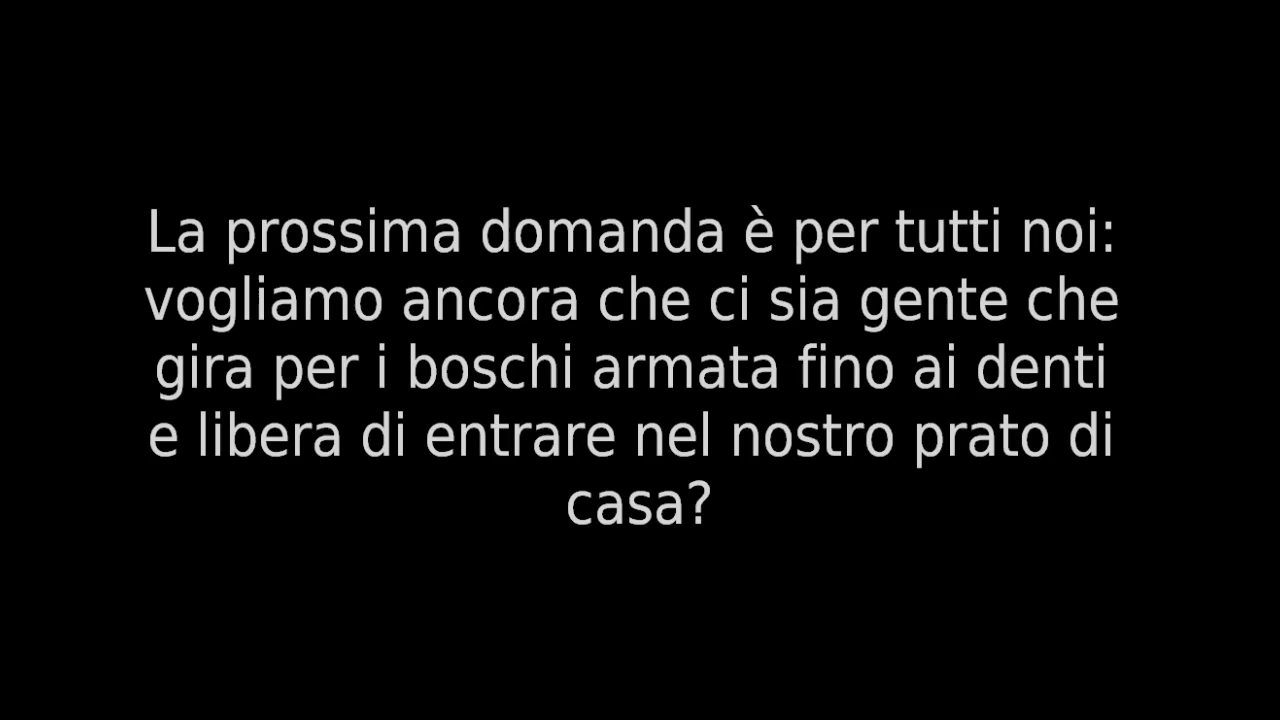 La prossima domanda è per tutti noi:
vogliamo ancora che ci sia gente che
gira per i boschi armata fino ai denti
e libera di entrare nel nostro prato di
casa?